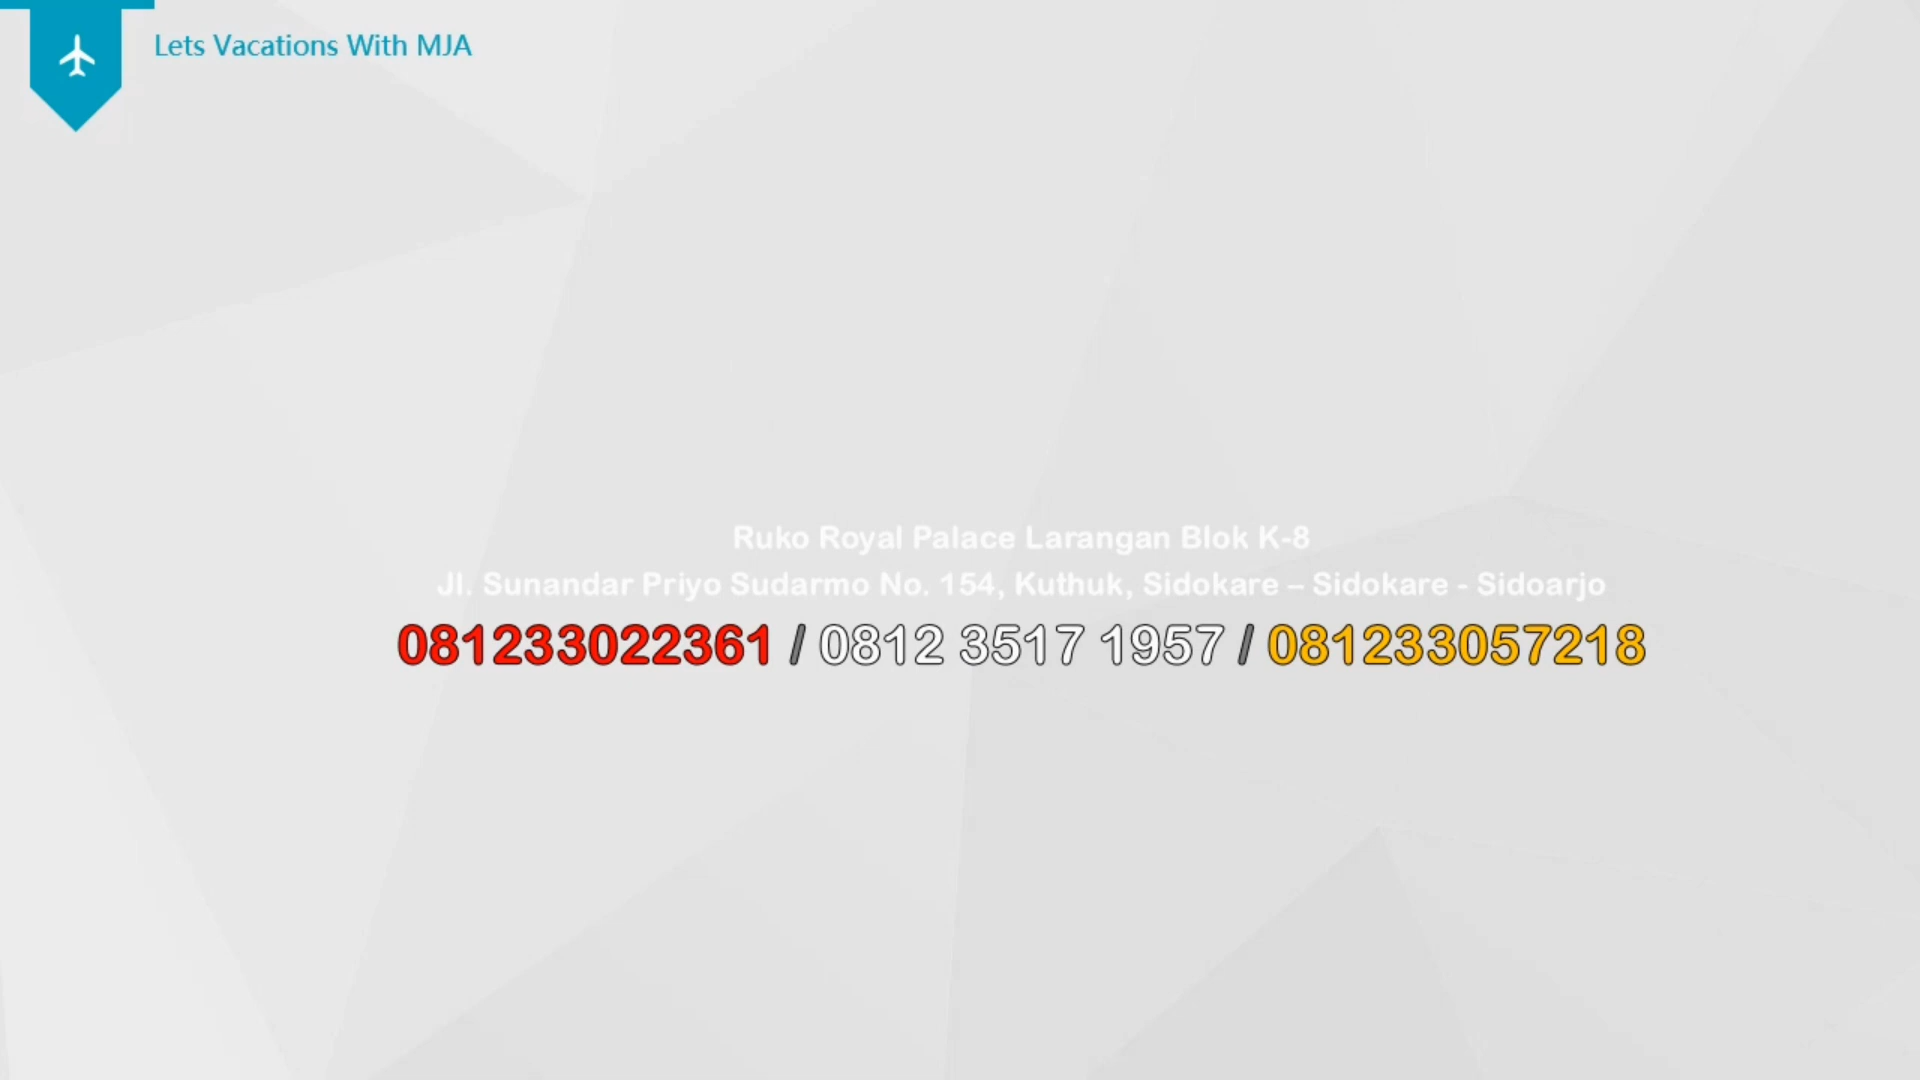 Lets Vacations With MJA
Ruko Royal Palace Larangan Blok K-8
Jl. Sunandar Priyo Sudarmo No. 154, Kuthuk, Sidokare – Sidokare - Sidoarjo
081233022361 / 0812 3517 1957 / 081233057218